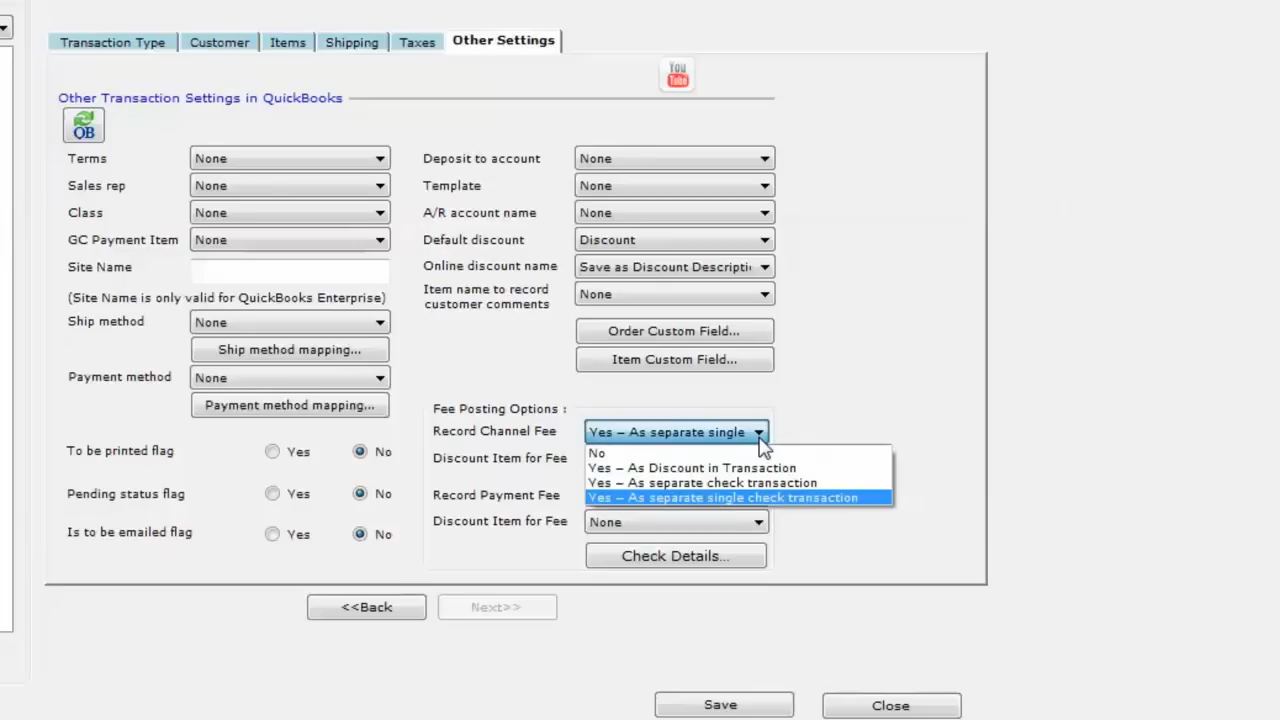 Transaction Type Customer Items Shipping Taxes Other Settings
You
Tube
Other Transaction Settings in QuickBooks
QB
Terms None
Sales rep None
Class None
GC Payment Item None
Site Name
(Site Name is only valid for QuickBooks Enterprise)
Ship method None
Ship method mapping...
Payment method None
Payment method mapping...
To be printed flag Yes No
Pending status flag Yes No
Is to be emailed flag Yes No
Deposit to account None
Template None
A/R account name None
Default discount Discount
Online discount name Save as Discount Descripti
Item name to record
customer comments None
Order Custom Field...
Item Custom Field...
Fee Posting Options :
Record Channel Fee Yes – As separate single
No
Yes – As Discount in Transaction
Yes – As separate check transaction
Yes – As separate single check transaction
Discount Item for Fee
Record Payment Fee
Discount Item for Fee None
Check Details...
<<Back Next>>
Save Close